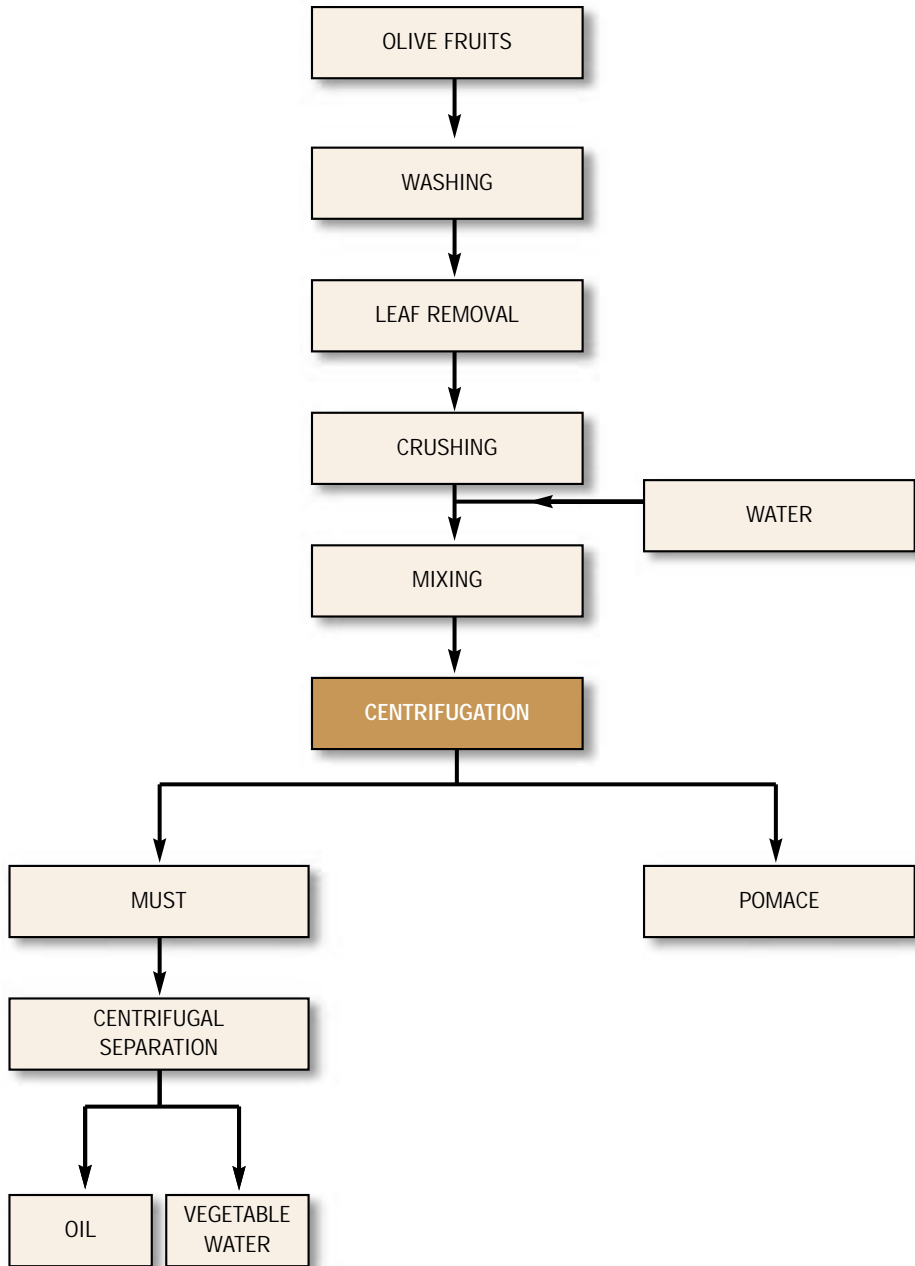 OLIVE FRUITS
WASHING
LEAF REMOVAL
CRUSHING
WATER
MIXING
CENTRIFUGATION
MUST
POMACE
CENTRIFUGAL
SEPARATION
OIL
VEGETABLE
WATER